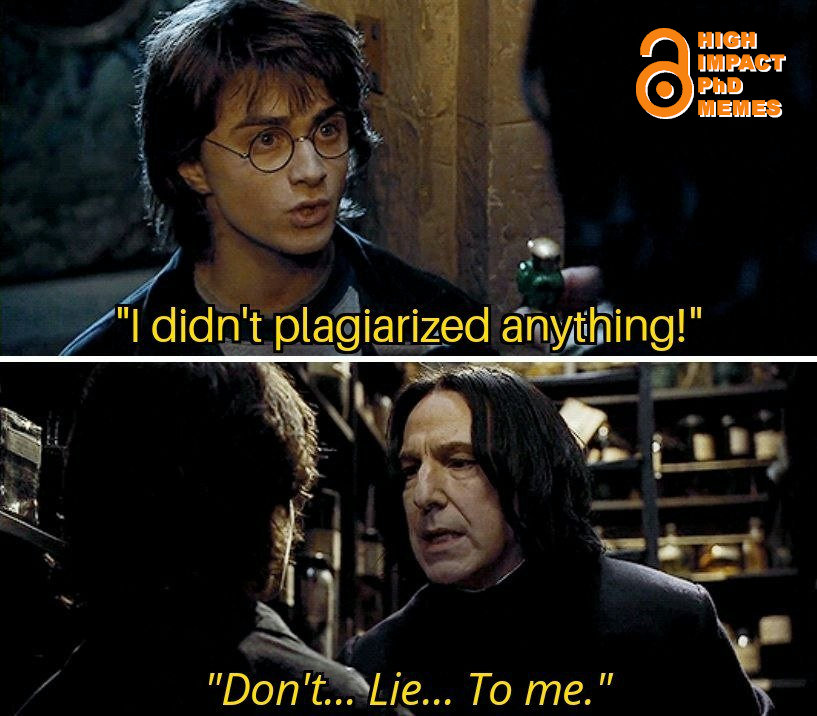 HIGH
IMPACT
PhD
MEMES
"I didn't plagiarized anything!"
"Don't... Lie... To me."